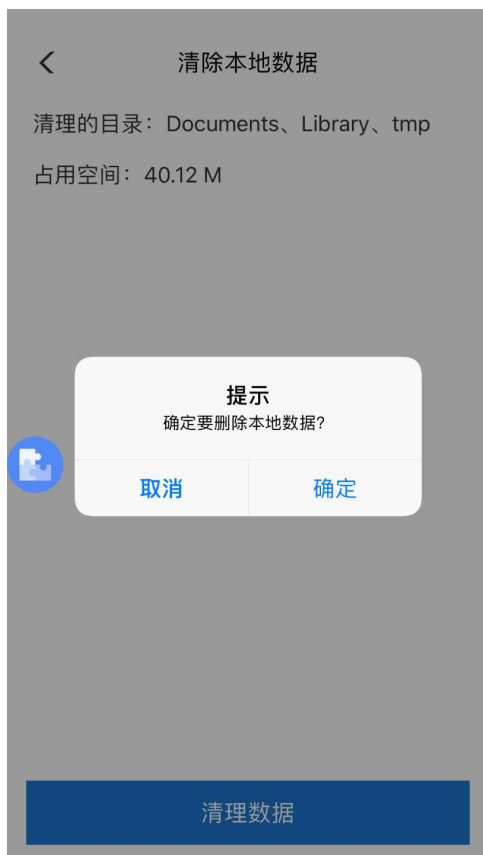 清除本地数据
清理的目录：Documents、Library、tmp
占用空间：40.12 M
提示
确定要删除本地数据?
取消
确定
清理数据